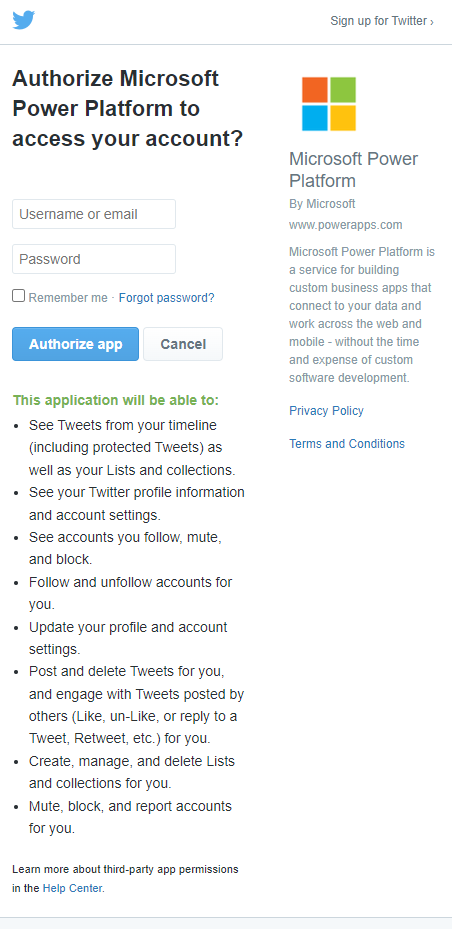 Sign up for Twitter ›
Authorize Microsoft
Power Platform to
access your account?
Username or email
Password
Remember me · Forgot password?
Authorize app
Cancel
This application will be able to:
• See Tweets from your timeline
(including protected Tweets) as
well as your Lists and collections.
• See your Twitter profile information
and account settings.
• See accounts you follow, mute,
and block.
• Follow and unfollow accounts for
you.
• Update your profile and account
settings.
• Post and delete Tweets for you,
and engage with Tweets posted by
others (Like, un-Like, or reply to a
Tweet, Retweet, etc.) for you.
• Create, manage, and delete Lists
and collections for you.
• Mute, block, and report accounts
for you.
Learn more about third-party app permissions
in the Help Center.
Microsoft Power
Platform
By Microsoft
www.powerapps.com
Microsoft Power Platform is
a service for building
custom business apps that
connect to your data and
work across the web and
mobile - without the time
and expense of custom
software development.
Privacy Policy
Terms and Conditions